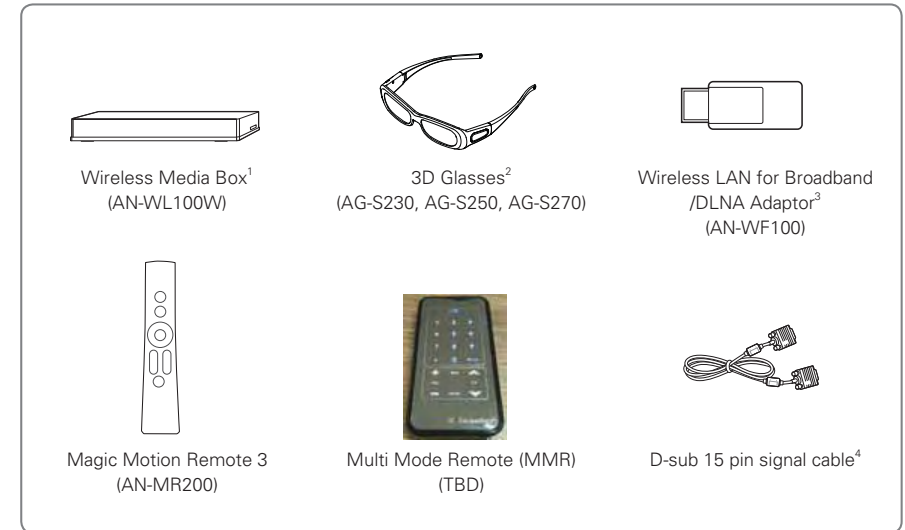 Wireless Media Box¹
(AN-WL100W)
3D Glasses²
(AG-S230, AG-S250, AG-S270)
Wireless LAN for Broadband
/DLNA Adaptor³
(AN-WF100)
Magic Motion Remote 3
(AN-MR200)
Multi Mode Remote (MMR)
(TBD)
D-sub 15 pin signal cable⁴